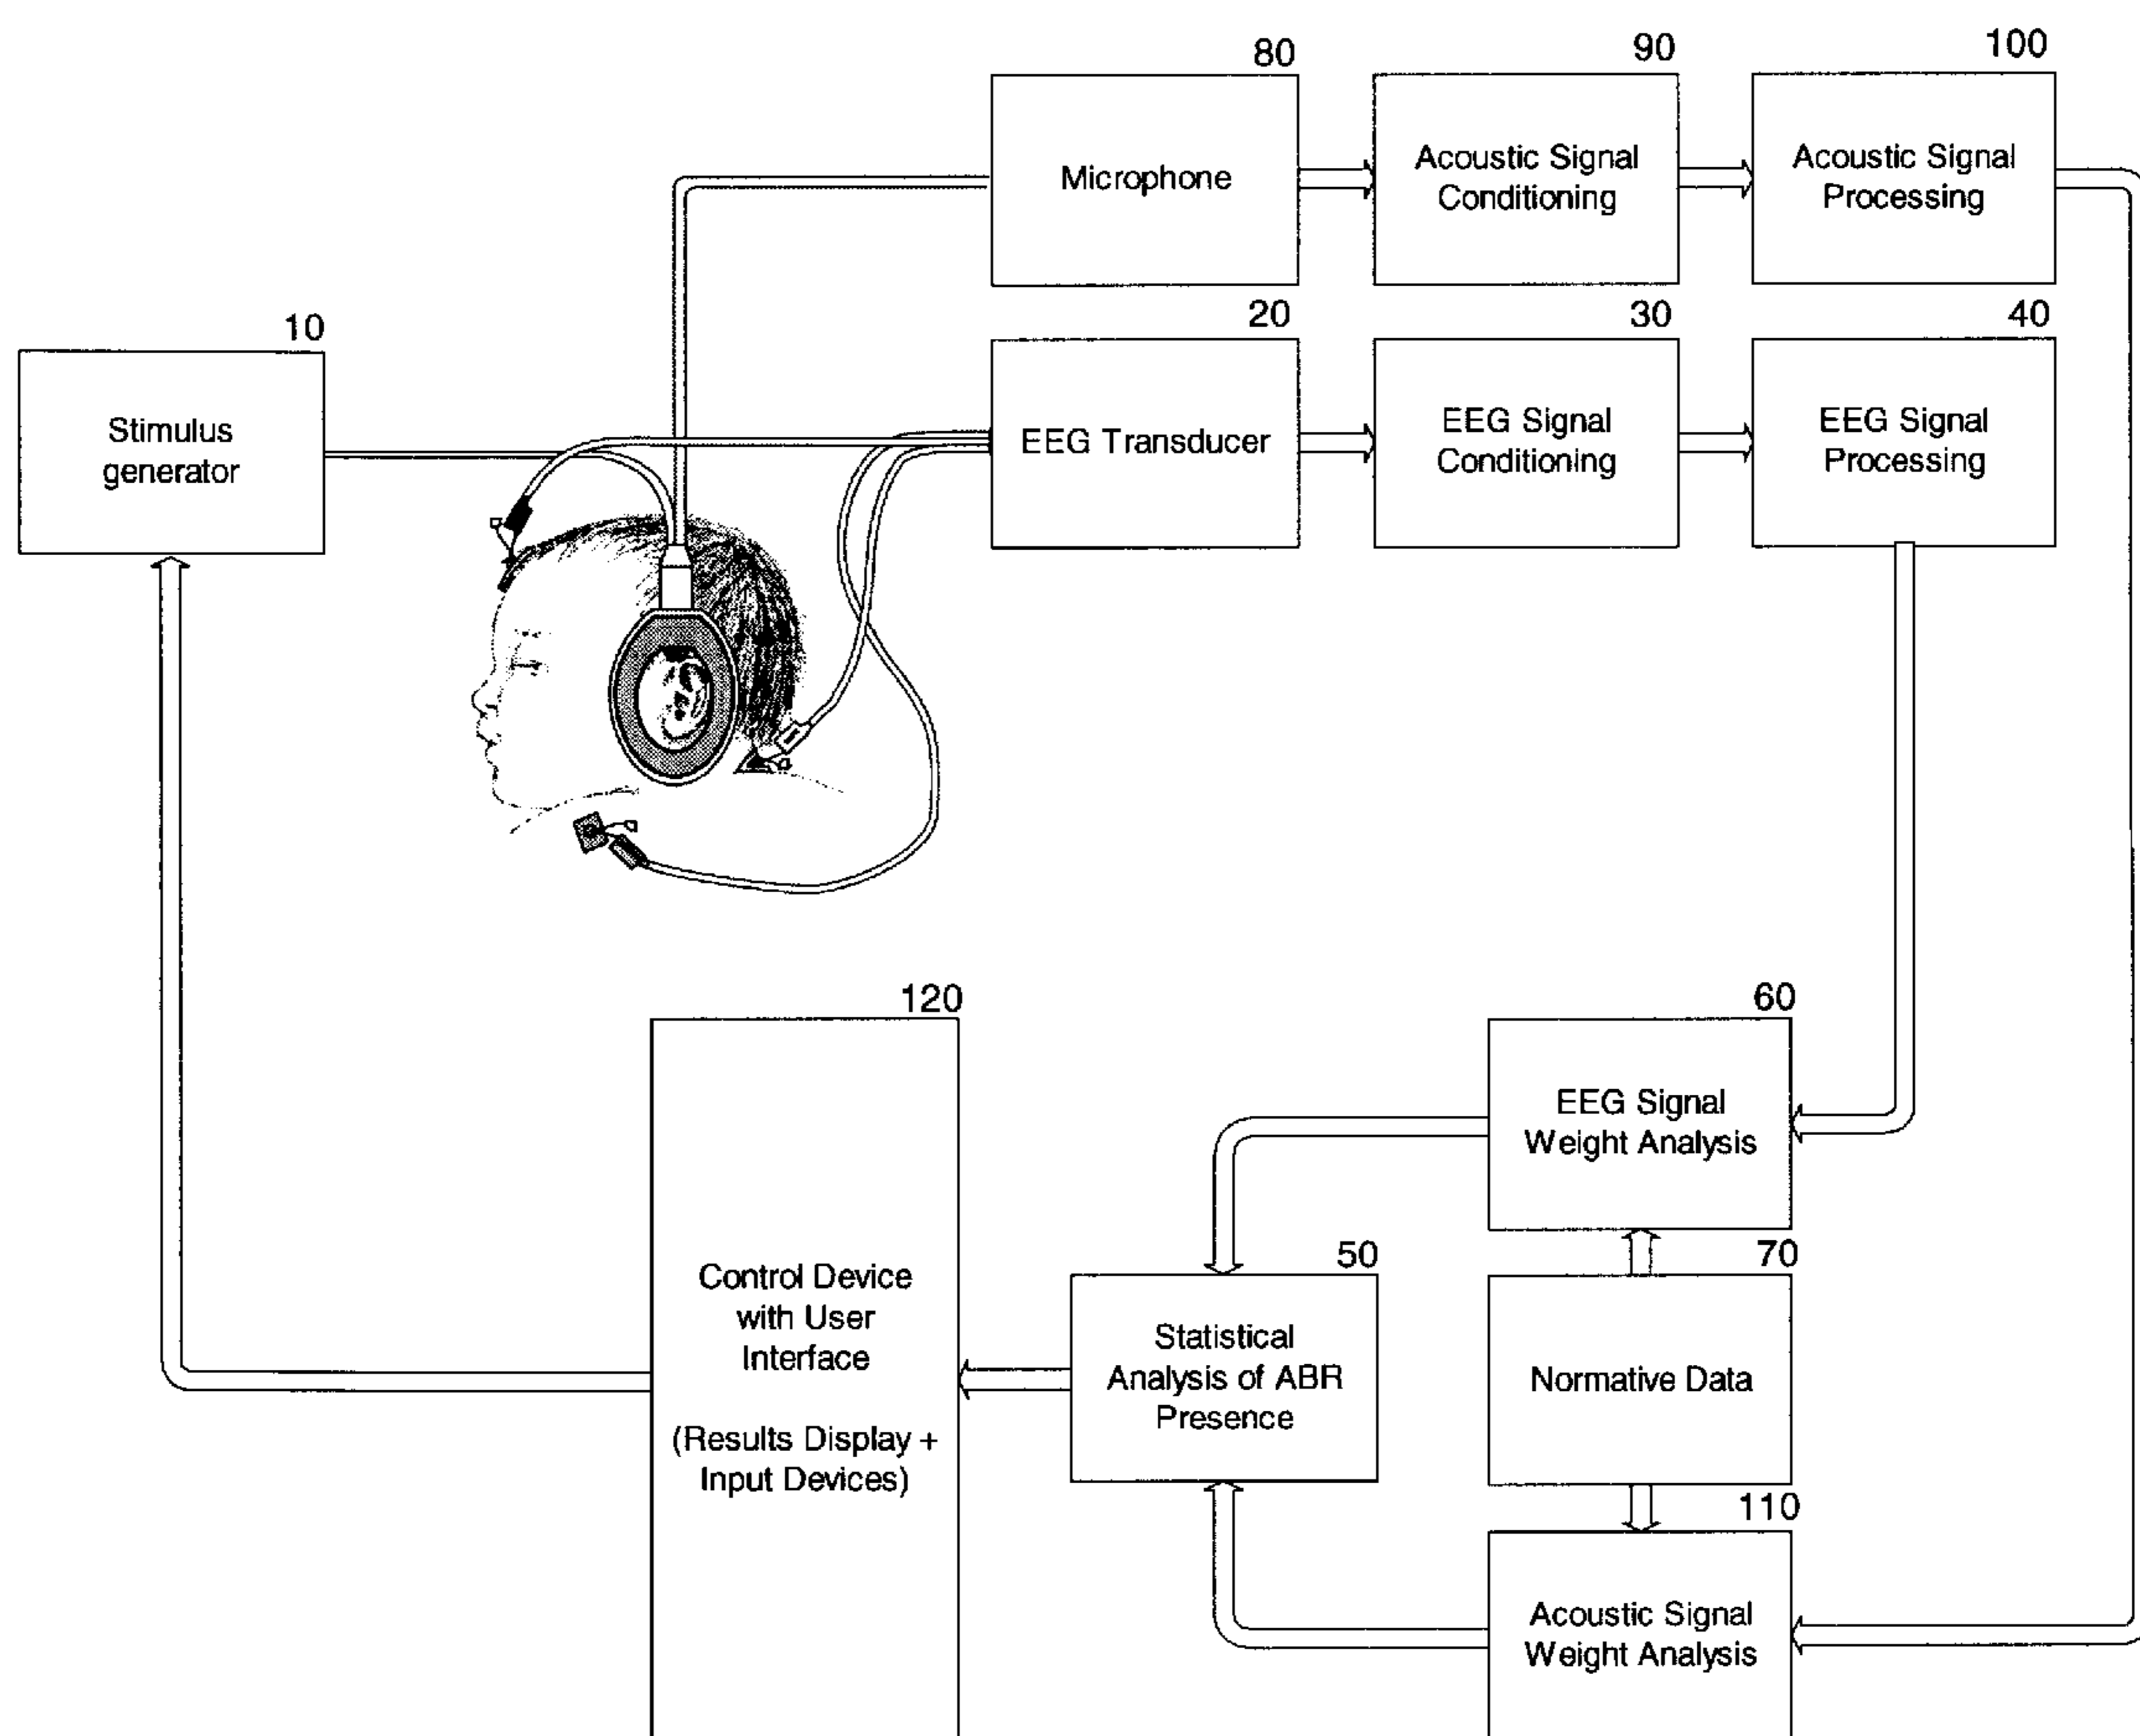 80
90
100
Microphone
Acoustic Signal
Conditioning
Acoustic Signal
Processing
10
20
30
40
Stimulus
generator
EEG Transducer
EEG Signal
Conditioning
EEG Signal
Processing
120
60
EEG Signal
Weight Analysis
50
70
Control Device
with User
Interface
(Results Display +
Input Devices)
Statistical
Analysis of ABR
Presence
Normative Data
110
Acoustic Signal
Weight Analysis